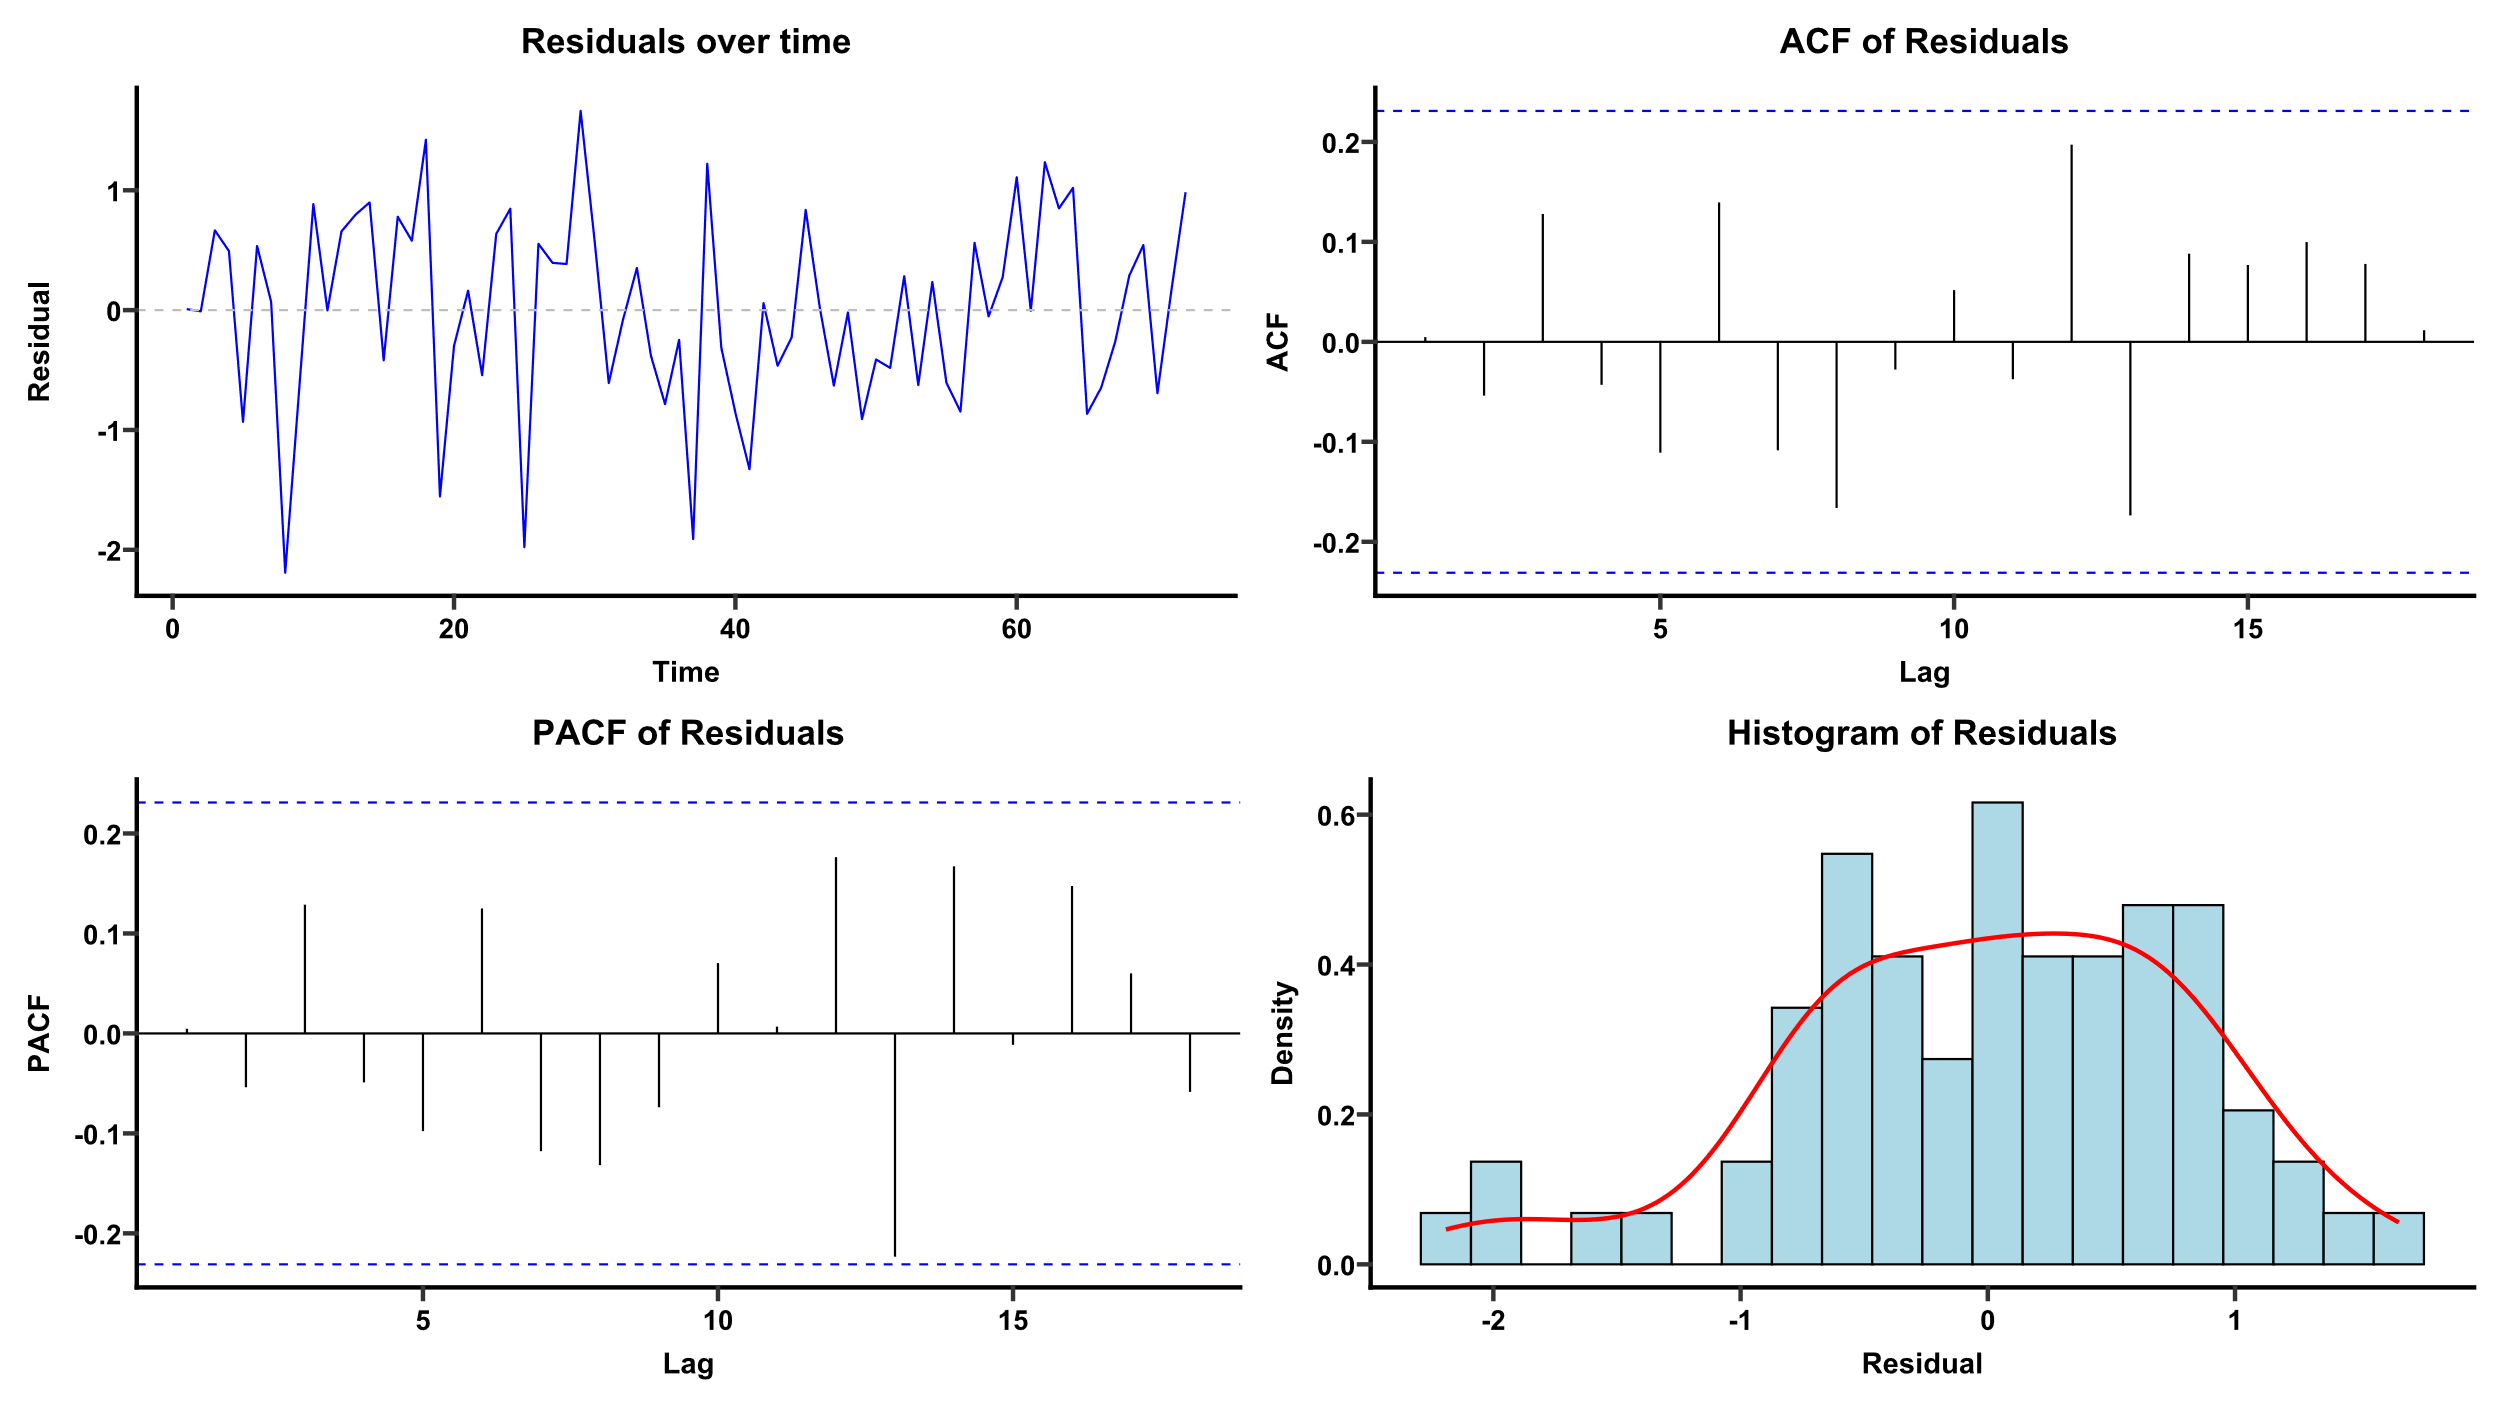 Residuals over time
Residual
1
0
-1
-2
0 20 40 60
Time
ACF of Residuals
ACF
0.2
0.1
0.0
-0.1
-0.2
5 10 15
Lag
PACF of Residuals
PACF
0.2
0.1
0.0
-0.1
-0.2
5 10 15
Lag
Histogram of Residuals
Density
0.6
0.4
0.2
0.0
-2 -1 0 1
Residual